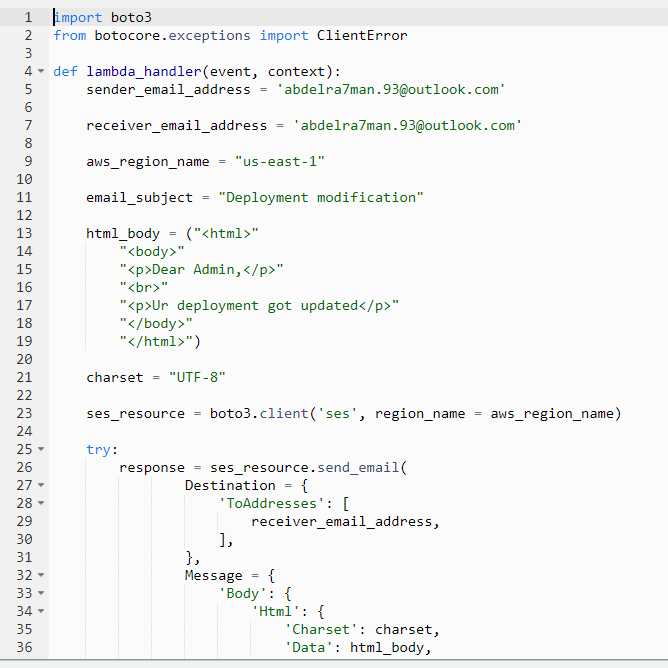 1 import boto3
2 from botocore.exceptions import ClientError
3
4 def lambda_handler(event, context):
5     sender_email_address = 'abdelra7man.93@outlook.com'
6
7     receiver_email_address = 'abdelra7man.93@outlook.com'
8
9     aws_region_name = "us-east-1"
10
11     email_subject = "Deployment modification"
12
13     html_body = ("<html>"
14         "<body>"
15         "<p>Dear Admin,</p>"
16         "<br>"
17         "<p>Ur deployment got updated</p>"
18         "</body>"
19         "</html>")
20
21     charset = "UTF-8"
22
23     ses_resource = boto3.client('ses', region_name = aws_region_name)
24
25     try:
26         response = ses_resource.send_email(
27                 Destination = {
28                     'ToAddresses': [
29                         receiver_email_address,
30                     ],
31                 },
32                 Message = {
33                     'Body': {
34                         'Html': {
35                             'Charset': charset,
36                             'Data': html_body,